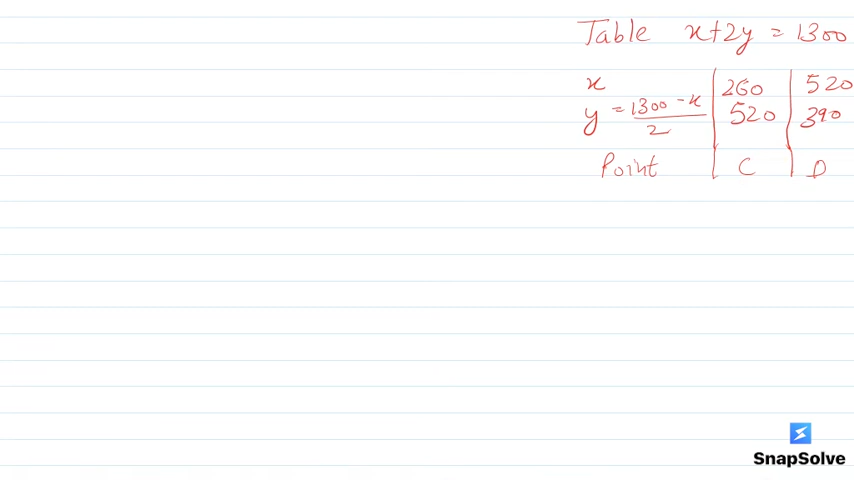 Table x+2y = 1300
x 260 520
y = 1300 - x / 2 520 390
Point C D
SnapSolve